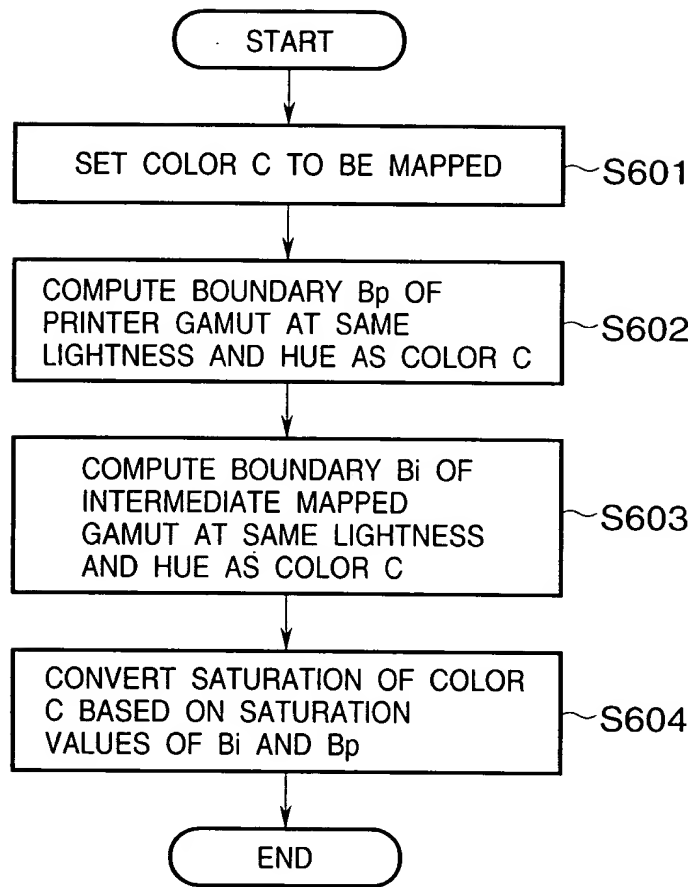 START
SET COLOR C TO BE MAPPED
S601
COMPUTE BOUNDARY Bp OF
PRINTER GAMUT AT SAME
LIGHTNESS AND HUE AS COLOR C
S602
COMPUTE BOUNDARY Bi OF
INTERMEDIATE MAPPED
GAMUT AT SAME LIGHTNESS
AND HUE AS COLOR C
S603
CONVERT SATURATION OF COLOR
C BASED ON SATURATION
VALUES OF Bi AND Bp
S604
END